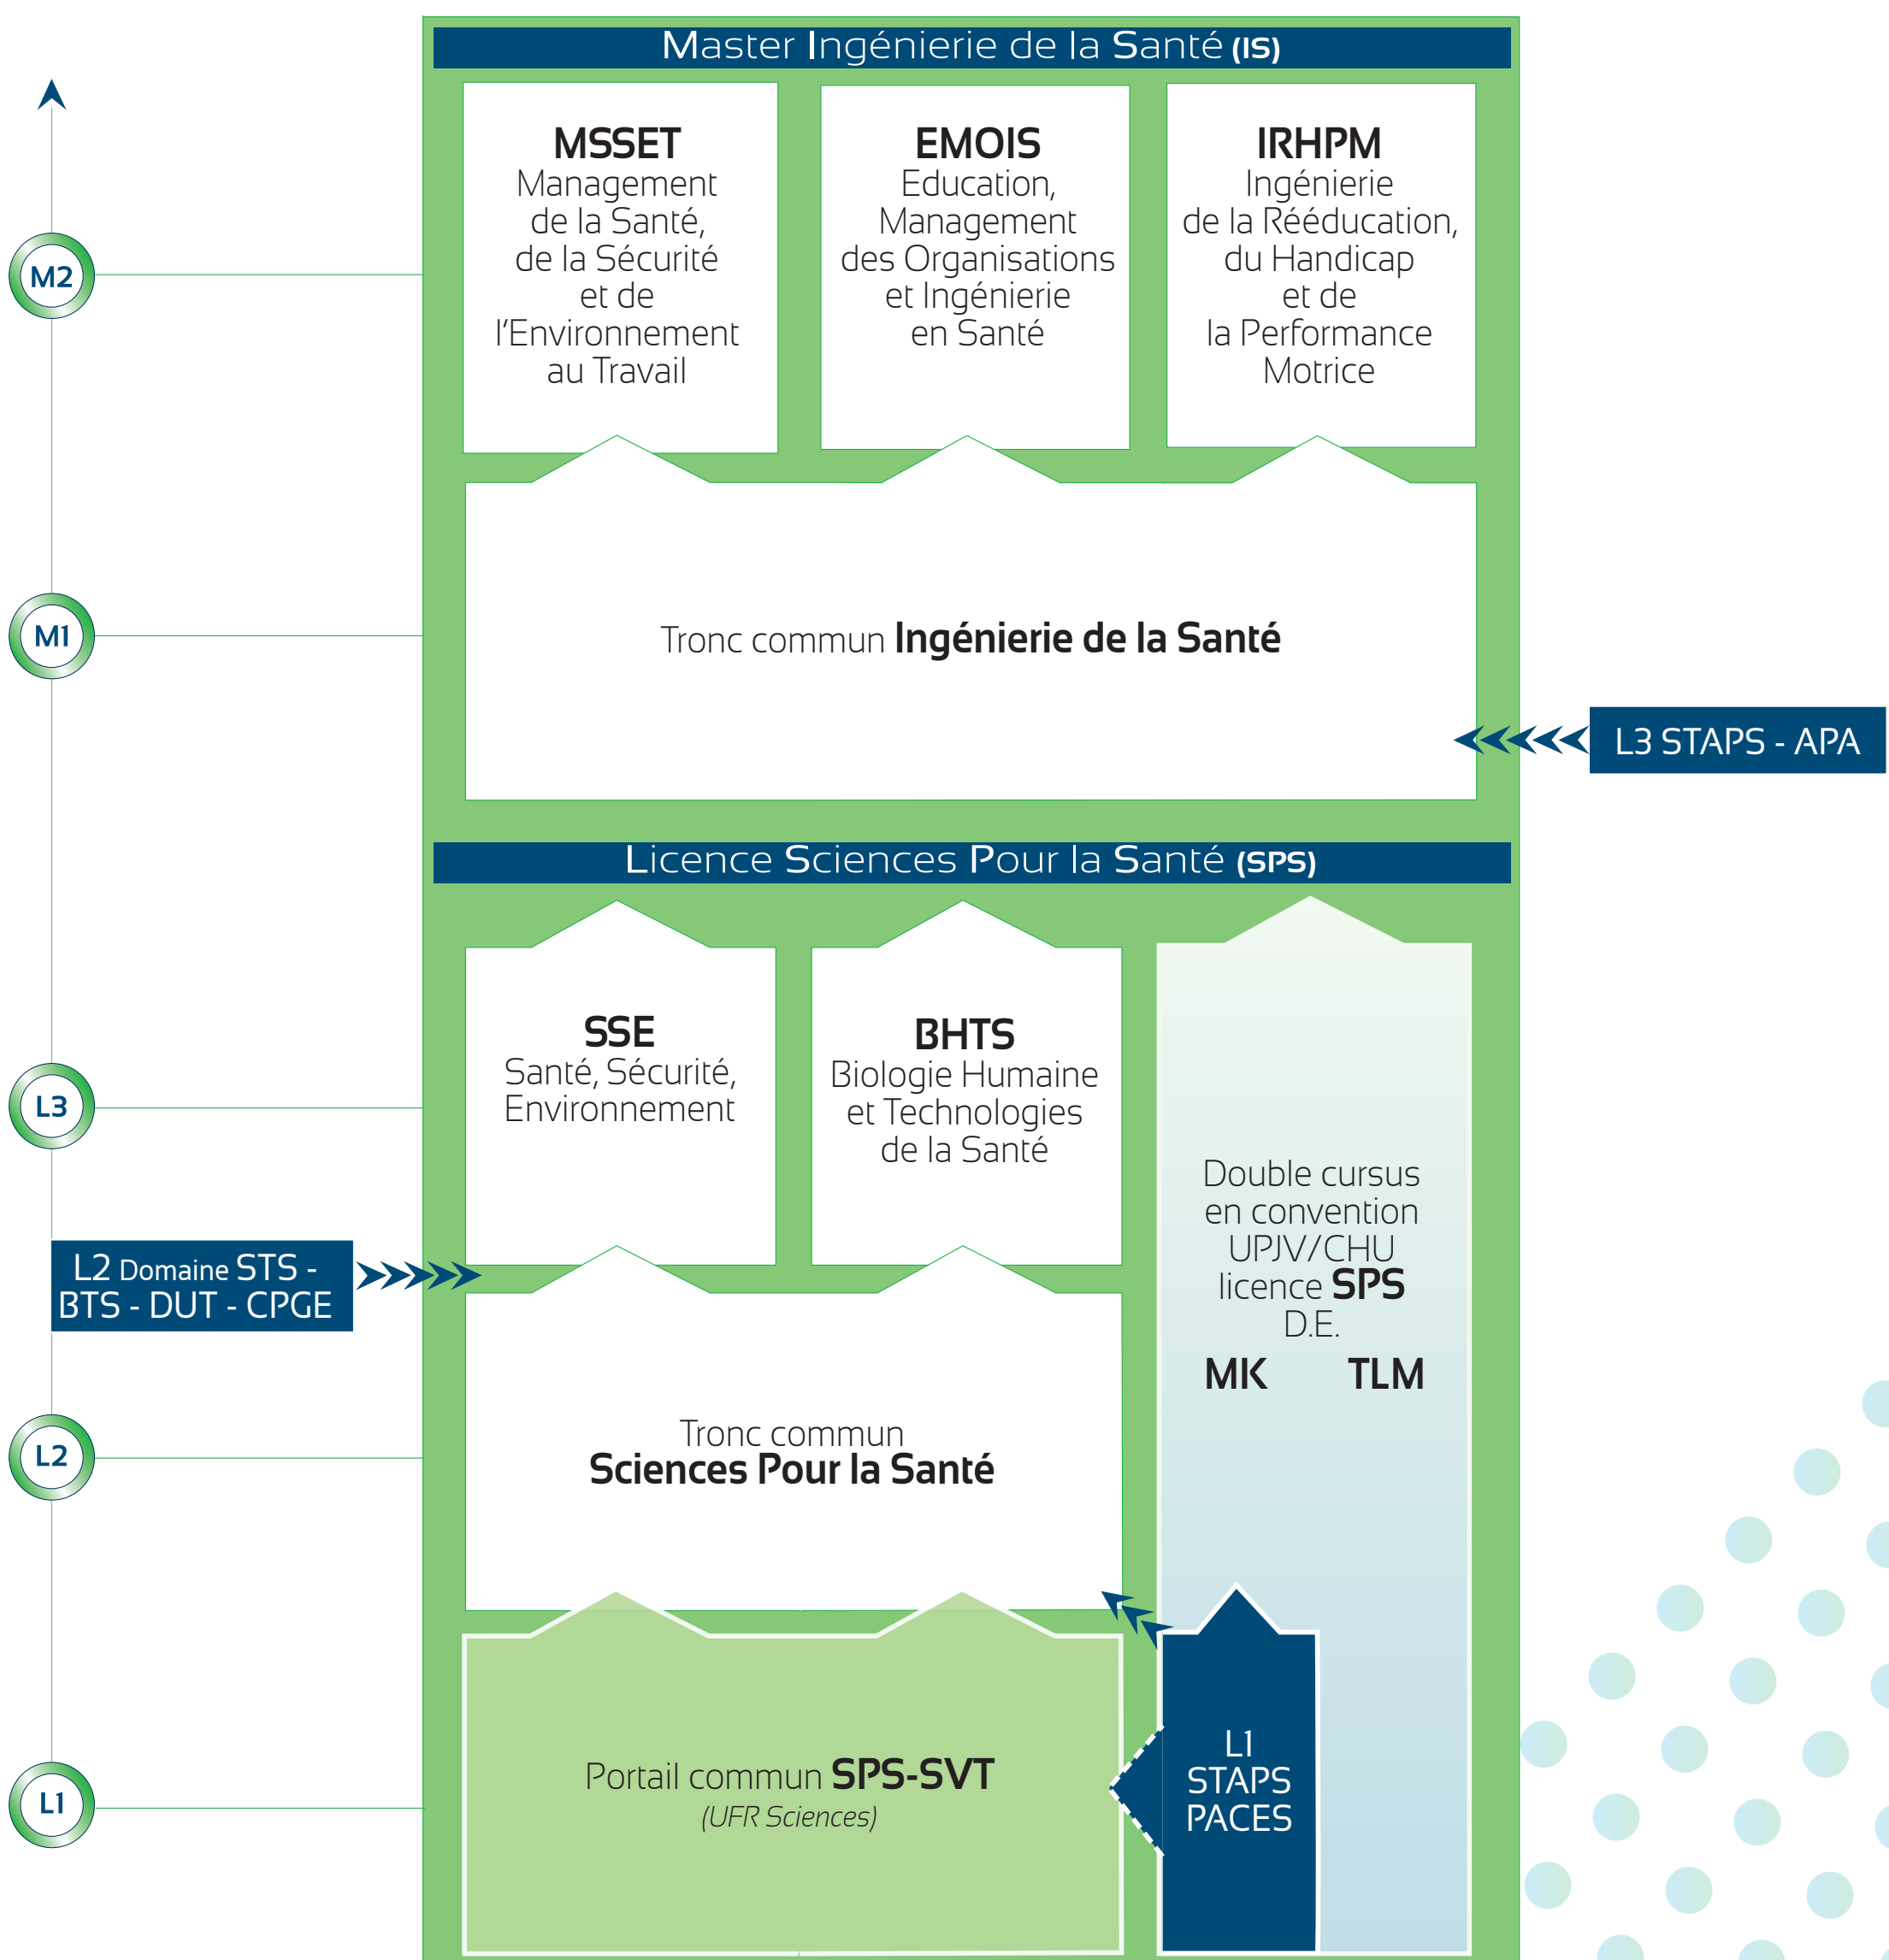 Master Ingénierie de la Santé (IS)
MSSET
Management
de la Santé,
de la Sécurité
et de
l'Environnement
au Travail
EMOIS
Education,
Management
des Organisations
et Ingénierie
en Santé
IRHPM
Ingénierie
de la Rééducation,
du Handicap
et de
la Performance
Motrice
M2
M1
Tronc commun Ingénierie de la Santé
L3 STAPS - APA
Licence Sciences Pour la Santé (SPS)
SSE
Santé, Sécurité,
Environnement
BHTS
Biologie Humaine
et Technologies
de la Santé
L3
Double cursus
en convention
UPJV/CHU
licence SPS
D.E.
MK TLM
L2 Domaine STS -
BTS - DUT - CPGE
L2
Tronc commun
Sciences Pour la Santé
L1
Portail commun SPS-SVT
(UFR Sciences)
L1
STAPS
PACES